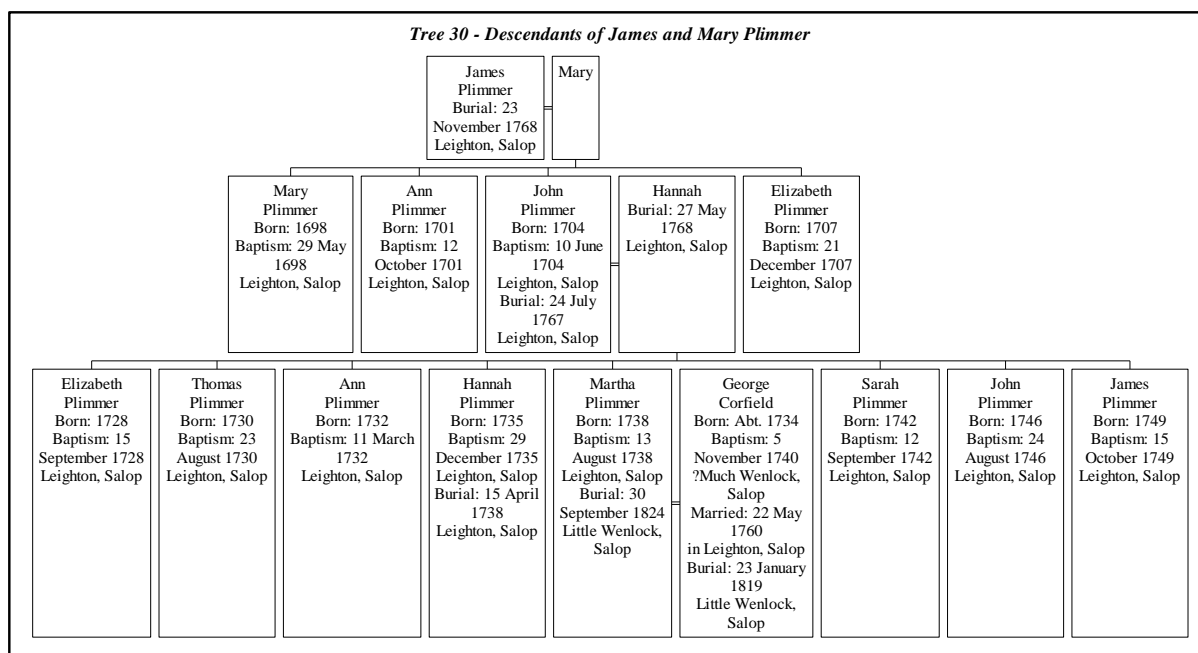 Tree 30 - Descendants of James and Mary Plimmer
James
Plimmer
Burial: 23
November 1768
Leighton, Salop
Mary
Mary
Plimmer
Born: 1698
Baptism: 29 May
1698
Leighton, Salop
Ann
Plimmer
Born: 1701
Baptism: 12
October 1701
Leighton, Salop
John
Plimmer
Born: 1704
Baptism: 10 June
1704
Leighton, Salop
Burial: 24 July
1767
Leighton, Salop
Hannah
Burial: 27 May
1768
Leighton, Salop
Elizabeth
Plimmer
Born: 1707
Baptism: 21
December 1707
Leighton, Salop
Elizabeth
Plimmer
Born: 1728
Baptism: 15
September 1728
Leighton, Salop
Thomas
Plimmer
Born: 1730
Baptism: 23
August 1730
Leighton, Salop
Ann
Plimmer
Born: 1732
Baptism: 11 March
1732
Leighton, Salop
Hannah
Plimmer
Born: 1735
Baptism: 29
December 1735
Leighton, Salop
Burial: 15 April
1738
Leighton, Salop
Martha
Plimmer
Born: 1738
Baptism: 13
August 1738
Leighton, Salop
Burial: 30
September 1824
Little Wenlock,
Salop
George
Corfield
Born: Abt. 1734
Baptism: 5
November 1740
?Much Wenlock,
Salop
Married: 22 May
1760
in Leighton, Salop
Burial: 23 January
1819
Little Wenlock,
Salop
Sarah
Plimmer
Born: 1742
Baptism: 12
September 1742
Leighton, Salop
John
Plimmer
Born: 1746
Baptism: 24
August 1746
Leighton, Salop
James
Plimmer
Born: 1749
Baptism: 15
October 1749
Leighton, Salop